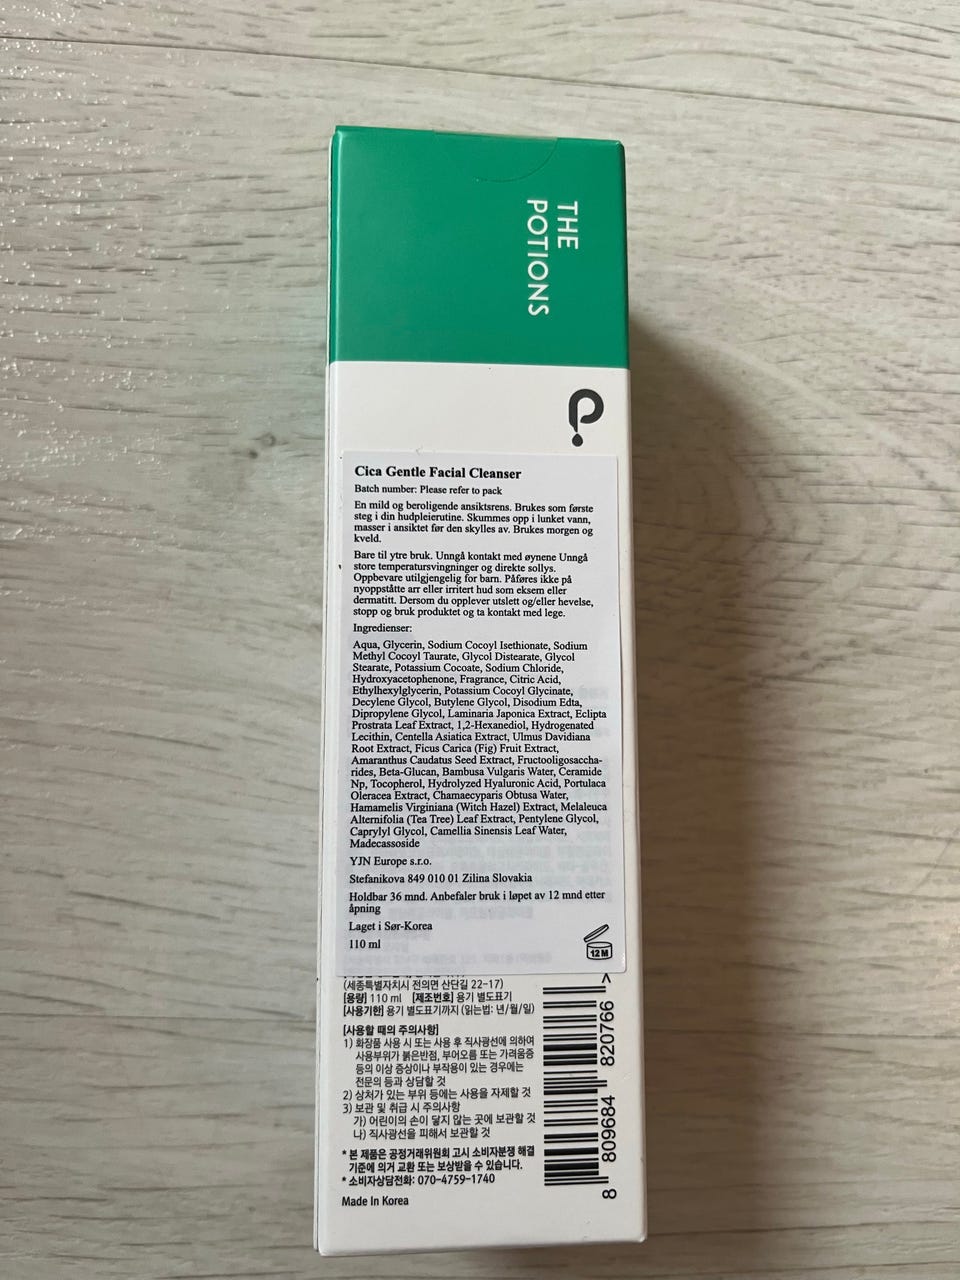 THE
POTIONS
Cica Gentle Facial Cleanser
Batch number: Please refer to pack
En mild og beroligende ansiktsrens. Brukes som første
steg i din hudpleierutine. Skummes opp i lunket vann,
masser i ansiktet før den skylles av. Brukes morgen og
kveld.
Bare til ytre bruk. Unngå kontakt med øynene Unngå
store temperatursvingninger og direkte sollys.
Oppbevare utilgjengelig for barn. Påføres ikke på
nyoppståtte arr eller irritert hud som eksem eller
dermatitt. Dersom du opplever utslett og/eller hevelse,
stopp og bruk produktet og ta kontakt med lege.
Ingredienser:
Aqua, Glycerin, Sodium Cocoyl Isethionate, Sodium
Methyl Cocoyl Taurate, Glycol Distearate, Glycol
Stearate, Potassium Cocoate, Sodium Chloride,
Hydroxyacetophenone, Fragrance, Citric Acid,
Ethylhexylglycerin, Potassium Cocoyl Glycinate,
Decylene Glycol, Butylene Glycol, Disodium Edta,
Dipropylene Glycol, Laminaria Japonica Extract, Eclipta
Prostrata Leaf Extract, 1,2-Hexanediol, Hydrogenated
Lecithin, Centella Asiatica Extract, Ulmus Davidiana
Root Extract, Ficus Carica (Fig) Fruit Extract,
Amaranthus Caudatus Seed Extract, Fructooligosaccha-
rides, Beta-Glucan, Bambusa Vulgaris Water, Ceramide
Np, Tocopherol, Hydrolyzed Hyaluronic Acid, Portulaca
Oleracea Extract, Chamaecyparis Obtusa Water,
Hamamelis Virginiana (Witch Hazel) Extract, Melaleuca
Alternifolia (Tea Tree) Leaf Extract, Pentylene Glycol,
Caprylyl Glycol, Camellia Sinensis Leaf Water,
Madecassoside
YJN Europe s.r.o.
Stefanikova 849 010 01 Zilina Slovakia
Holdbar 36 mnd. Anbefaler bruk i løpet av 12 mnd etter
åpning
Laget i Sør-Korea
110 ml
12 M
(세종특별자치시 전의면 산단길 22-17)
[용량] 110 ml [제조번호] 용기 별도표기
[사용기한] 용기 별도표기까지 (읽는법: 년/월/일)
[사용할 때의 주의사항]
1) 화장품 사용 시 또는 사용 후 직사광선에 의하여
사용부위가 붉은반점, 부어오름 또는 가려움증
등의 이상 증상이나 부작용이 있는 경우에는
전문의 등과 상담할 것
2) 상처가 있는 부위 등에는 사용을 자제할 것
3) 보관 및 취급 시 주의사항
가) 어린이의 손이 닿지 않는 곳에 보관할 것
나) 직사광선을 피해서 보관할 것
* 본 제품은 공정거래위원회 고시 소비자분쟁 해결
기준에 의거 교환 또는 보상받을 수 있습니다.
* 소비자상담전화: 070-4759-1740
Made In Korea
8 809684 820766 >